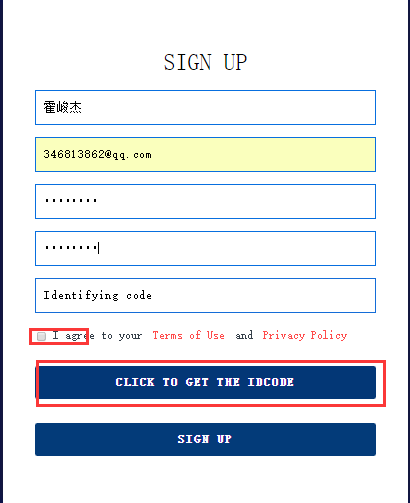 SIGN UP
霍峻杰
346813862@qq.com
••••••••
••••••••
Identifying code
I agree to your Terms of Use and Privacy Policy
CLICK TO GET THE IDCODE
SIGN UP